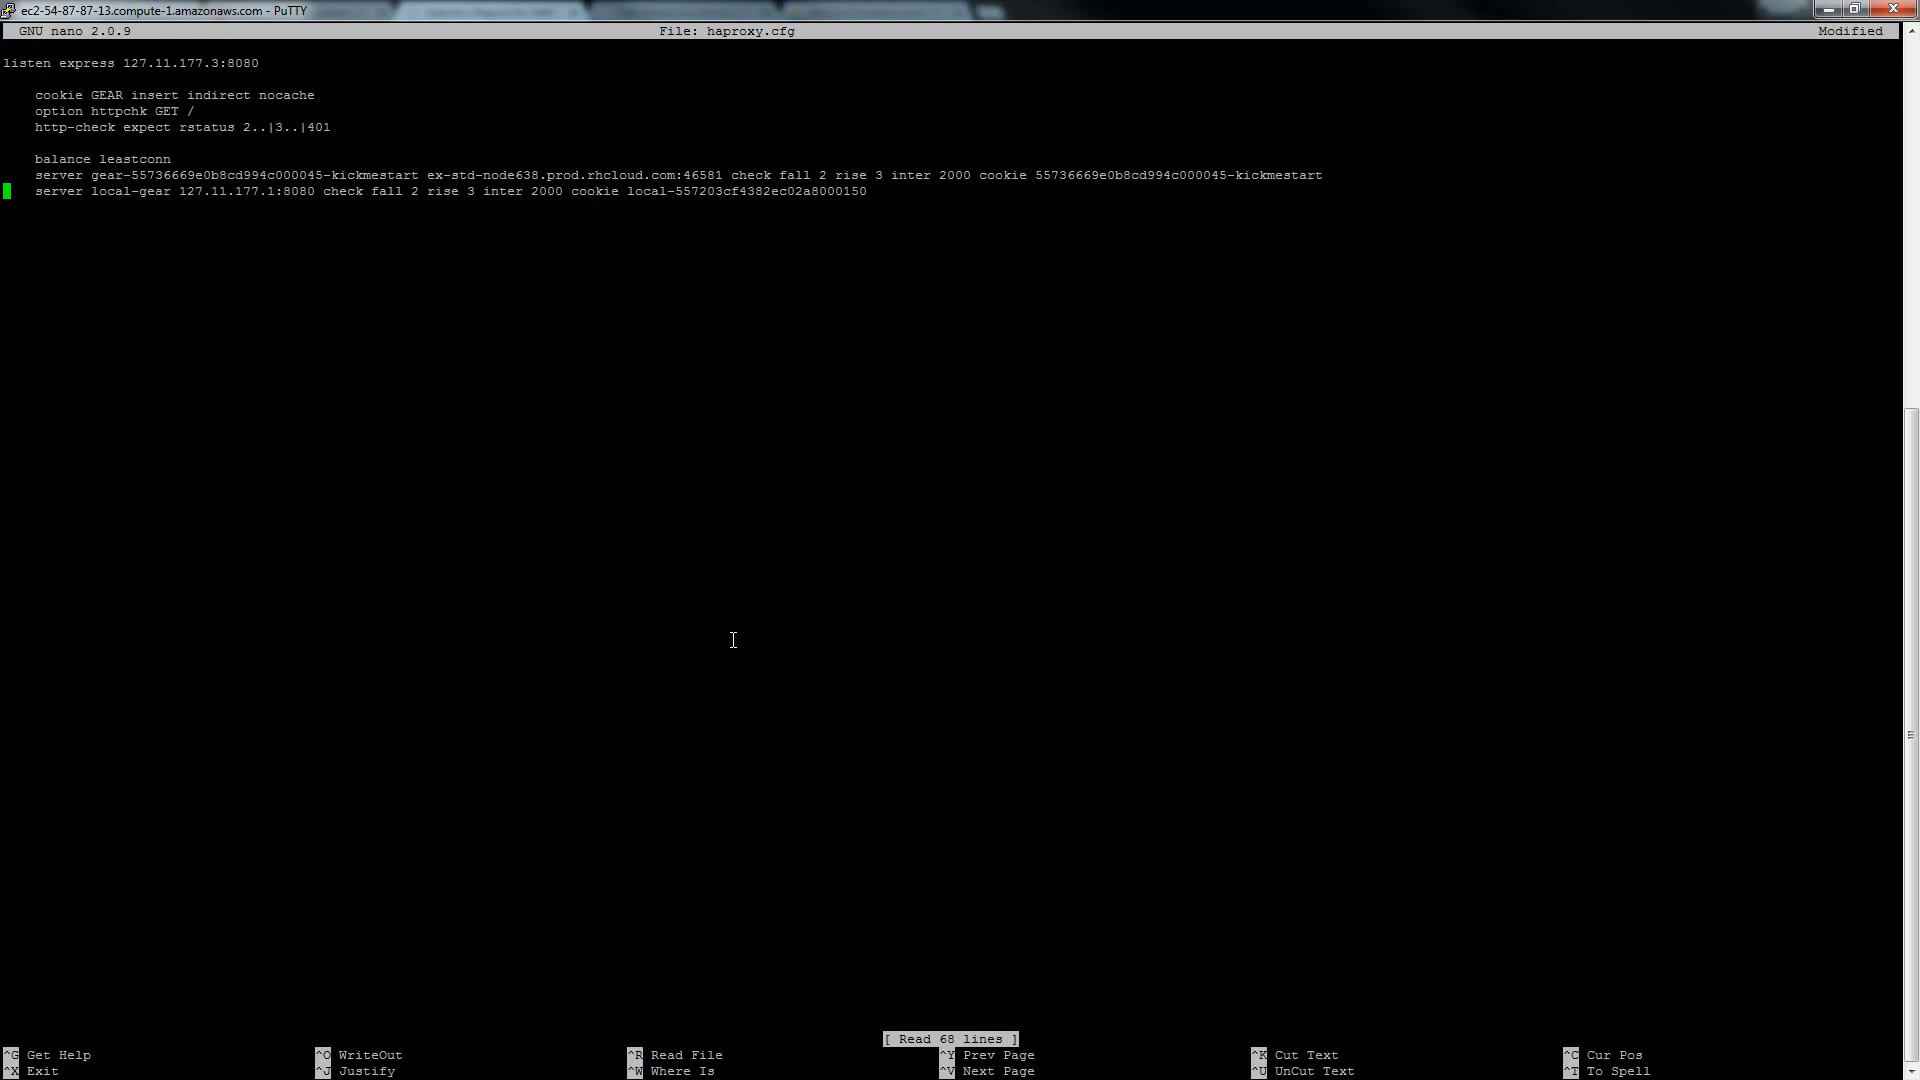 ec2-54-87-87-13.compute-1.amazonaws.com - PuTTY
GNU nano 2.0.9 File: haproxy.cfg Modified
listen express 127.11.177.3:8080
cookie GEAR insert indirect nocache
option httpchk GET /
http-check expect rstatus 2..|3..|401
balance leastconn
server gear-55736669e0b8cd994c000045-kickmestart ex-std-node638.prod.rhcloud.com:46581 check fall 2 rise 3 inter 2000 cookie 55736669e0b8cd994c000045-kickmestart
server local-gear 127.11.177.1:8080 check fall 2 rise 3 inter 2000 cookie local-557203cf4382ec02a8000150
[ Read 68 lines ]
^G Get Help ^O WriteOut ^R Read File ^Y Prev Page ^K Cut Text ^C Cur Pos
^X Exit ^J Justify ^W Where Is ^V Next Page ^U UnCut Text ^T To Spell